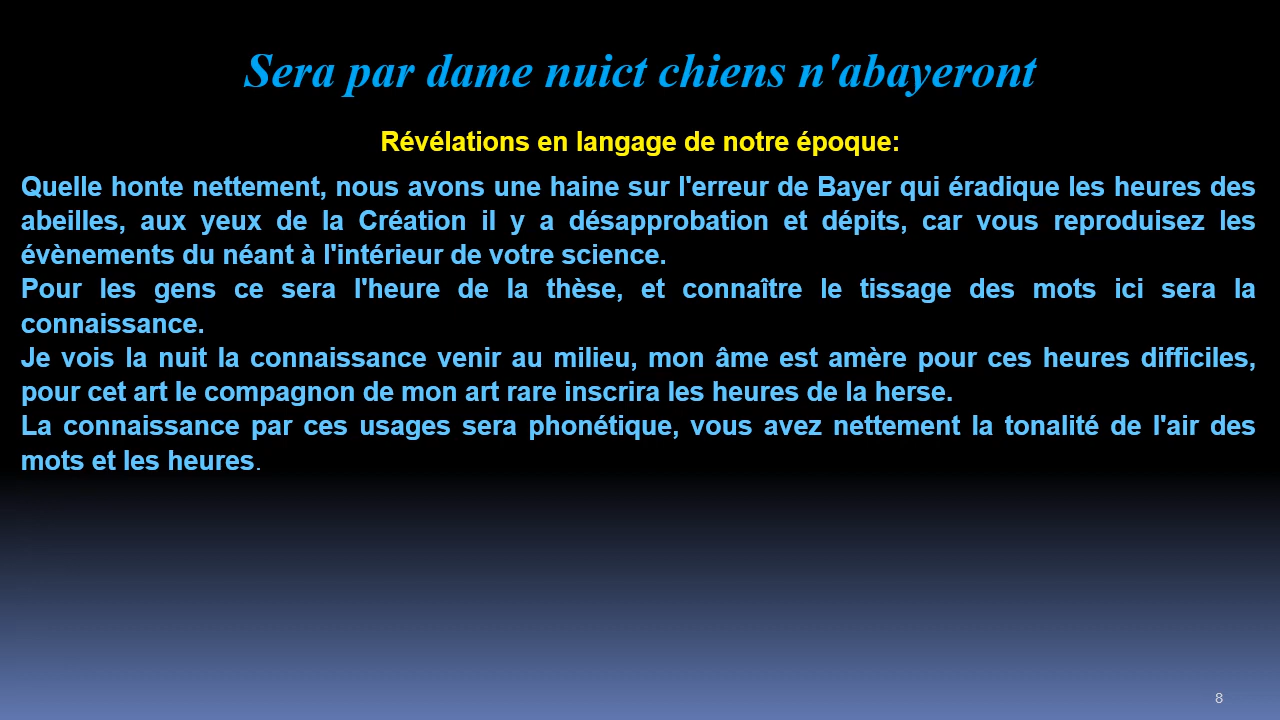 Sera par dame nuict chiens n'abayeront
Révélations en langage de notre époque:
Quelle honte nettement, nous avons une haine sur l'erreur de Bayer qui éradique les heures des
abeilles, aux yeux de la Création il y a désapprobation et dépits, car vous reproduisez les
évènements du néant à l'intérieur de votre science.
Pour les gens ce sera l'heure de la thèse, et connaître le tissage des mots ici sera la
connaissance.
Je vois la nuit la connaissance venir au milieu, mon âme est amère pour ces heures difficiles,
pour cet art le compagnon de mon art rare inscrira les heures de la herse.
La connaissance par ces usages sera phonétique, vous avez nettement la tonalité de l'air des
mots et les heures.
8